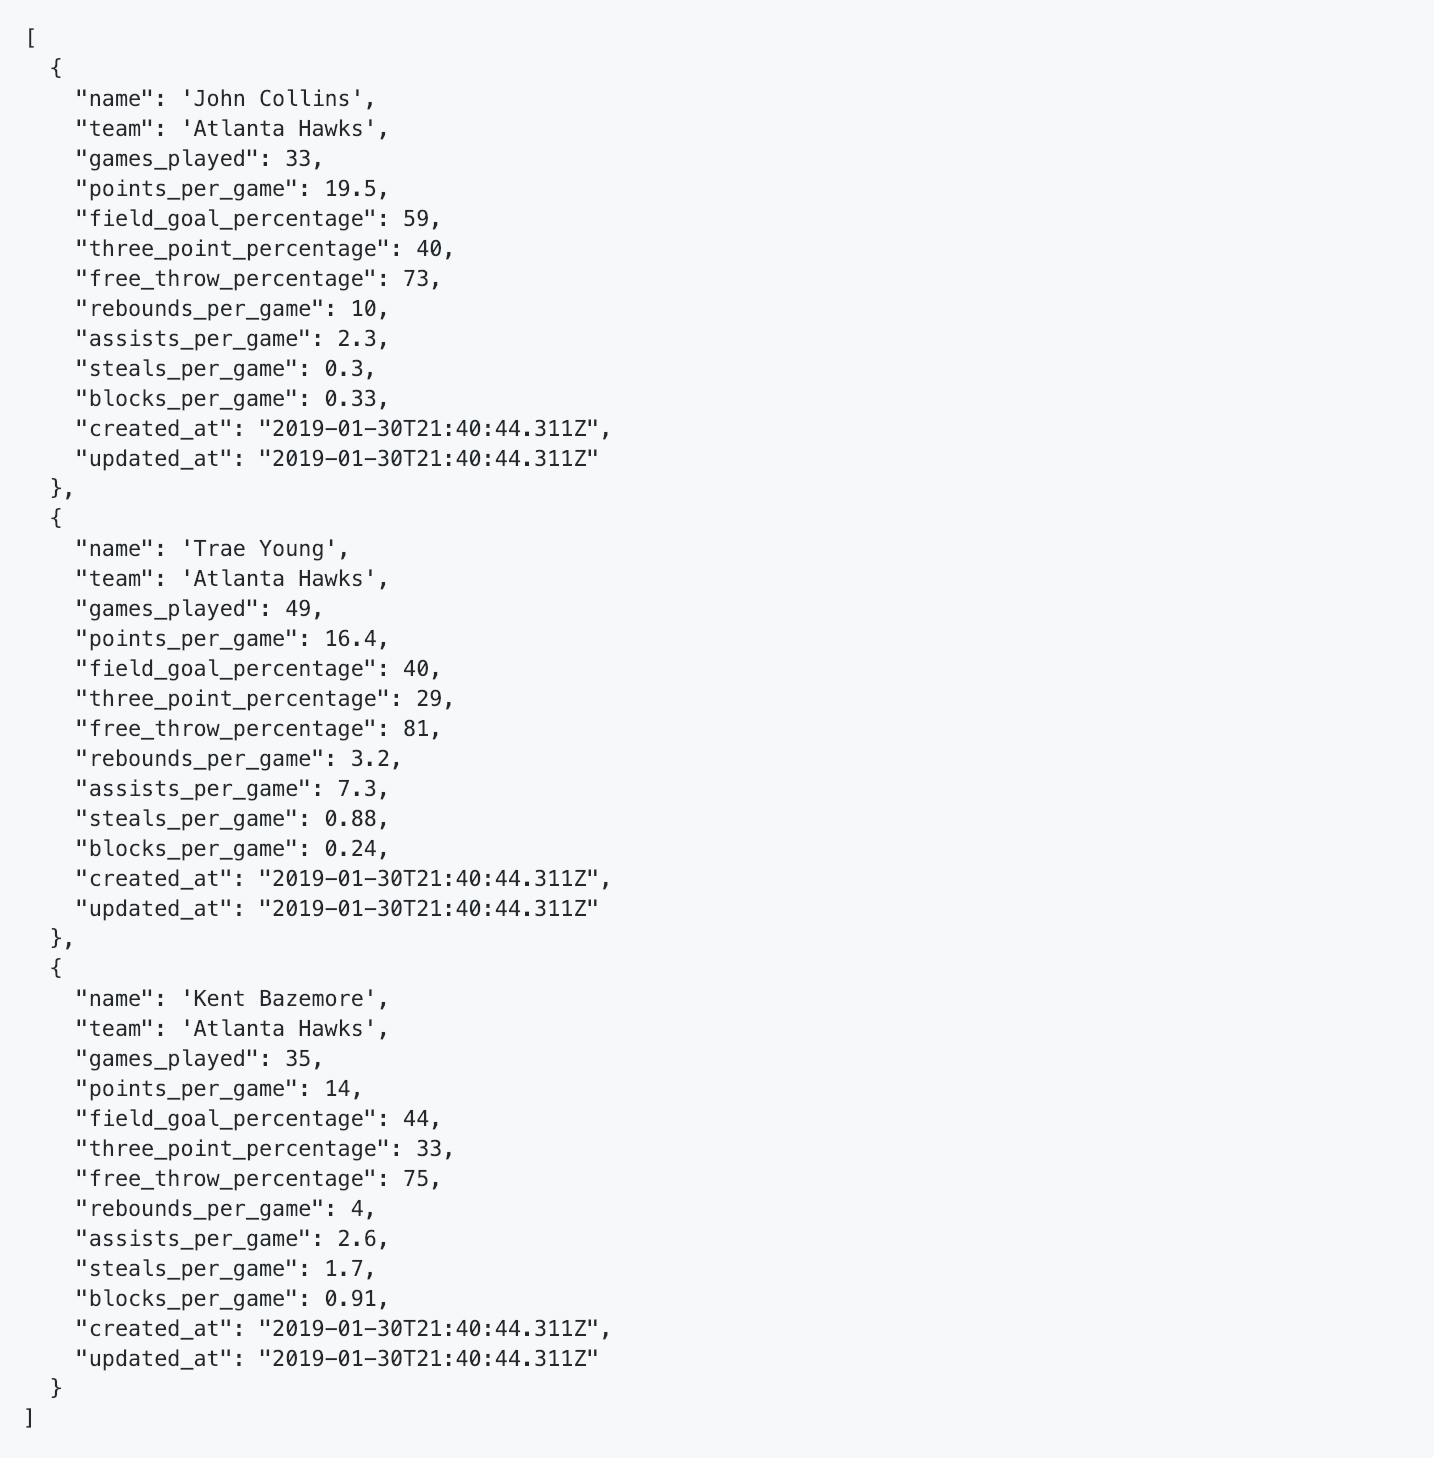 [
  {
    "name": 'John Collins',
    "team": 'Atlanta Hawks',
    "games_played": 33,
    "points_per_game": 19.5,
    "field_goal_percentage": 59,
    "three_point_percentage": 40,
    "free_throw_percentage": 73,
    "rebounds_per_game": 10,
    "assists_per_game": 2.3,
    "steals_per_game": 0.3,
    "blocks_per_game": 0.33,
    "created_at": "2019-01-30T21:40:44.311Z",
    "updated_at": "2019-01-30T21:40:44.311Z"
  },
  {
    "name": 'Trae Young',
    "team": 'Atlanta Hawks',
    "games_played": 49,
    "points_per_game": 16.4,
    "field_goal_percentage": 40,
    "three_point_percentage": 29,
    "free_throw_percentage": 81,
    "rebounds_per_game": 3.2,
    "assists_per_game": 7.3,
    "steals_per_game": 0.88,
    "blocks_per_game": 0.24,
    "created_at": "2019-01-30T21:40:44.311Z",
    "updated_at": "2019-01-30T21:40:44.311Z"
  },
  {
    "name": 'Kent Bazemore',
    "team": 'Atlanta Hawks',
    "games_played": 35,
    "points_per_game": 14,
    "field_goal_percentage": 44,
    "three_point_percentage": 33,
    "free_throw_percentage": 75,
    "rebounds_per_game": 4,
    "assists_per_game": 2.6,
    "steals_per_game": 1.7,
    "blocks_per_game": 0.91,
    "created_at": "2019-01-30T21:40:44.311Z",
    "updated_at": "2019-01-30T21:40:44.311Z"
  }
]